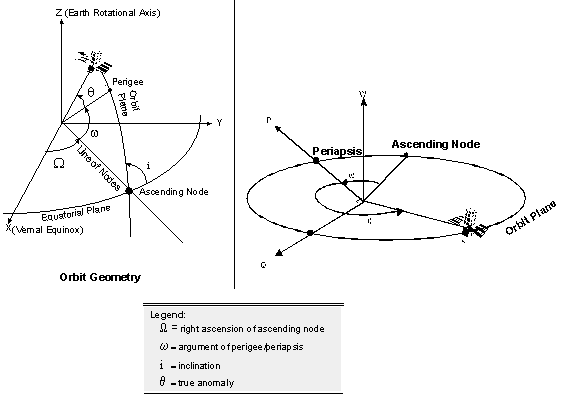 Z (Earth Rotational Axis)
Perigee
Orbit
Plane
θ
ω
Y
Ω
Line of Nodes
i
Ascending Node
Equatorial Plane
X (Vernal Equinox)
Orbit Geometry
W
P
Periapsis
Ascending Node
Orbit Plane
Q
Legend:
Ω = right ascension of ascending node
ω = argument of perigee/periapsis
i = inclination
θ = true anomaly